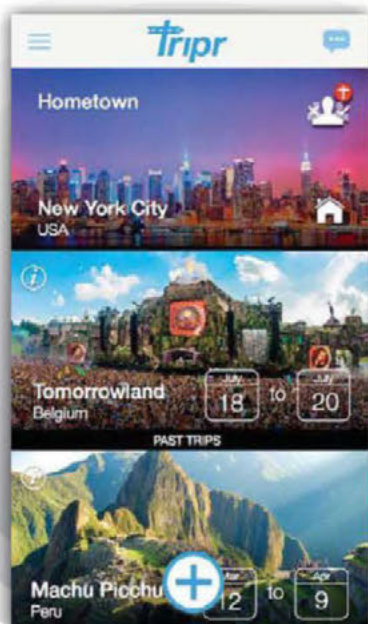 Tripr
Hometown
New York City
USA
Tomorrowland
Belgium
July
18
to
July
20
PAST TRIPS
Machu Picchu
Peru
Mar
12
to
Apr
9